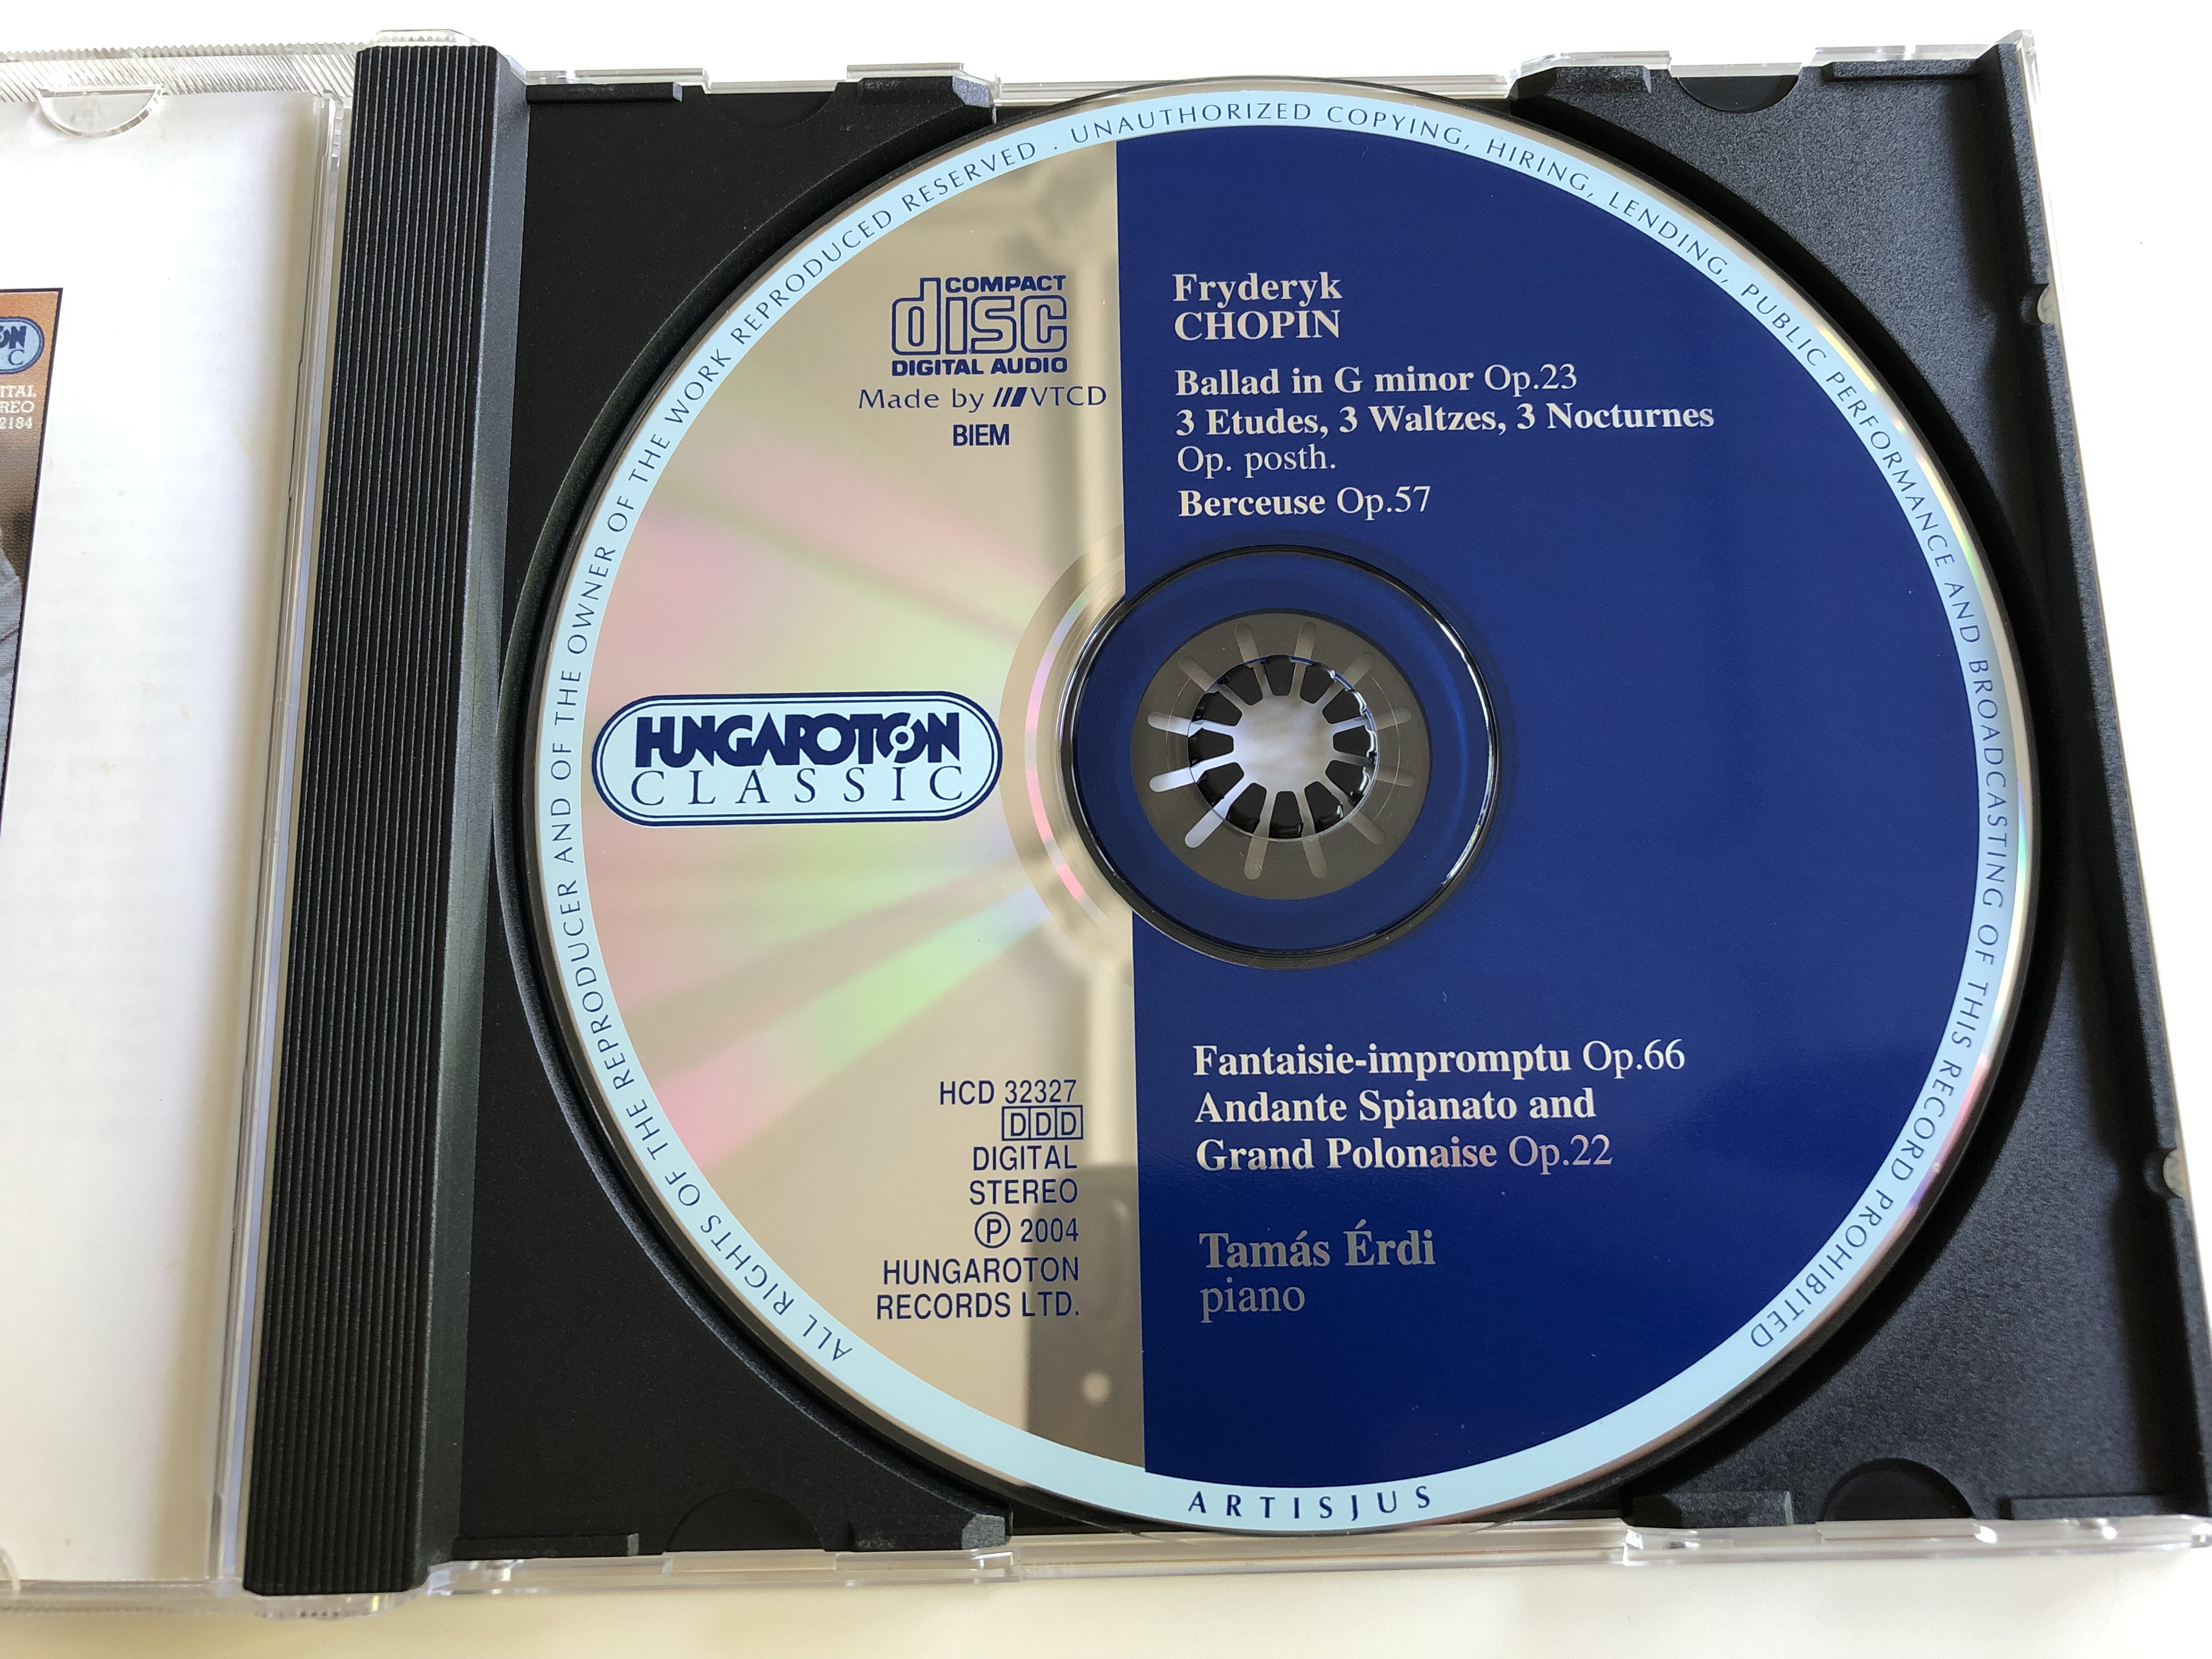 ITAL
REO
2184
COMPACT
disc
DIGITAL AUDIO
Made by VTCD
BIEM
HUNGAROTON
CLASSIC
HCD 32327
DDD
DIGITAL
STEREO
Ⓟ 2004
HUNGAROTON
RECORDS LTD.
Fryderyk
CHOPIN
Ballad in G minor Op.23
3 Etudes, 3 Waltzes, 3 Nocturnes
Op. posth.
Berceuse Op.57
Fantaisie-impromptu Op.66
Andante Spianato and
Grand Polonaise Op.22
Tamás Érdi
piano
ALL RIGHTS OF THE REPRODUCER AND OF THE OWNER OF THE WORK REPRODUCED RESERVED . UNAUTHORIZED COPYING, HIRING, LENDING, PUBLIC PERFORMANCE AND BROADCASTING OF THIS RECORD PROHIBITED
ARTISJUS